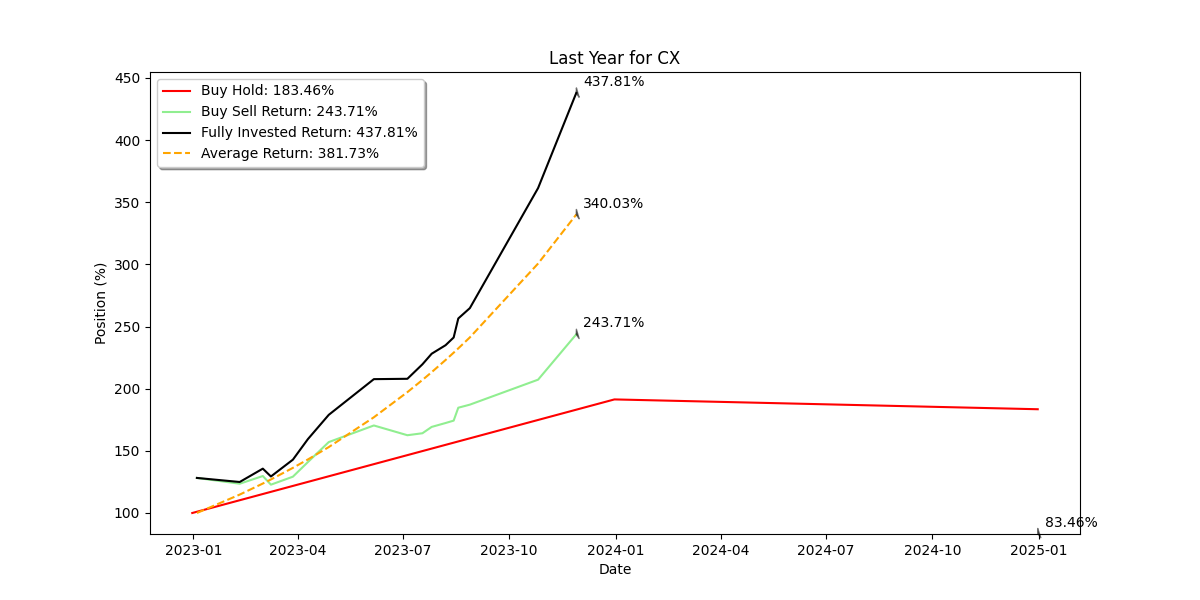 Last Year for CX
Buy Hold: 183.46%
Buy Sell Return: 243.71%
Fully Invested Return: 437.81%
Average Return: 381.73%
437.81%
340.03%
243.71%
83.46%
450
400
350
300
250
200
150
100
Position (%)
2023-01 2023-04 2023-07 2023-10 2024-01 2024-04 2024-07 2024-10 2025-01
Date